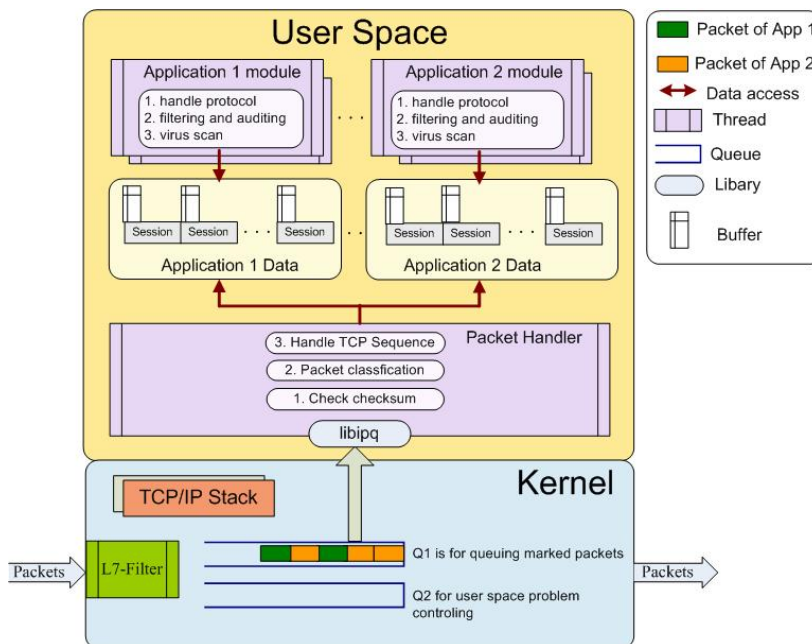 User Space
Application 1 module
1. handle protocol
2. filtering and auditing
3. virus scan
. . .
Application 2 module
1. handle protocol
2. filtering and auditing
3. virus scan
Session
Session
. . .
Session
Application 1 Data
. . .
Session
Session
. . .
Session
Application 2 Data
Packet Handler
3. Handle TCP Sequence
2. Packet classfication
1. Check checksum
libipq
Kernel
TCP/IP Stack
Packets
L7-Filter
Q1 is for queuing marked packets
Q2 for user space problem
controling
Packets
Packet of App 1
Packet of App 2
Data access
Thread
Queue
Libary
Buffer